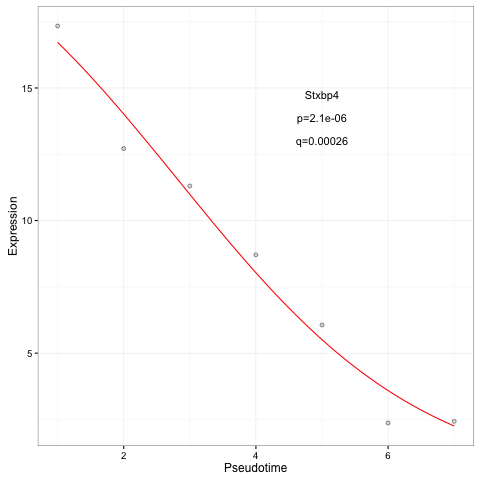 Stxbp4
p=2.1e-06
q=0.00026
15
10
5
Expression
2 4 6
Pseudotime